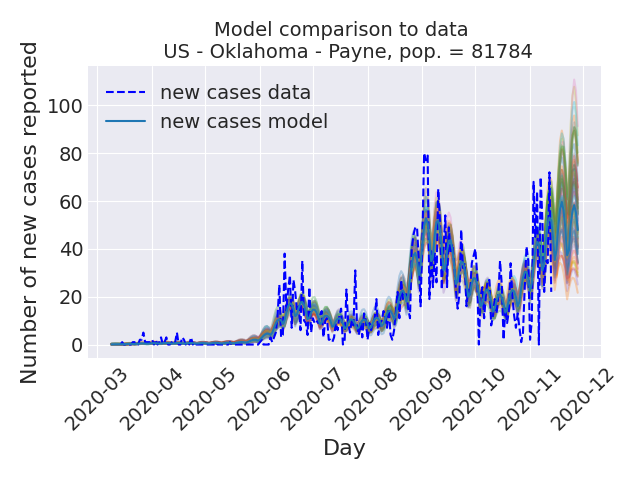 Model comparison to data
US - Oklahoma - Payne, pop. = 81784
Number of new cases reported
new cases data
new cases model
100
80
60
40
20
0
2020-03
2020-04
2020-05
2020-06
2020-07
2020-08
2020-09
2020-10
2020-11
2020-12
Day